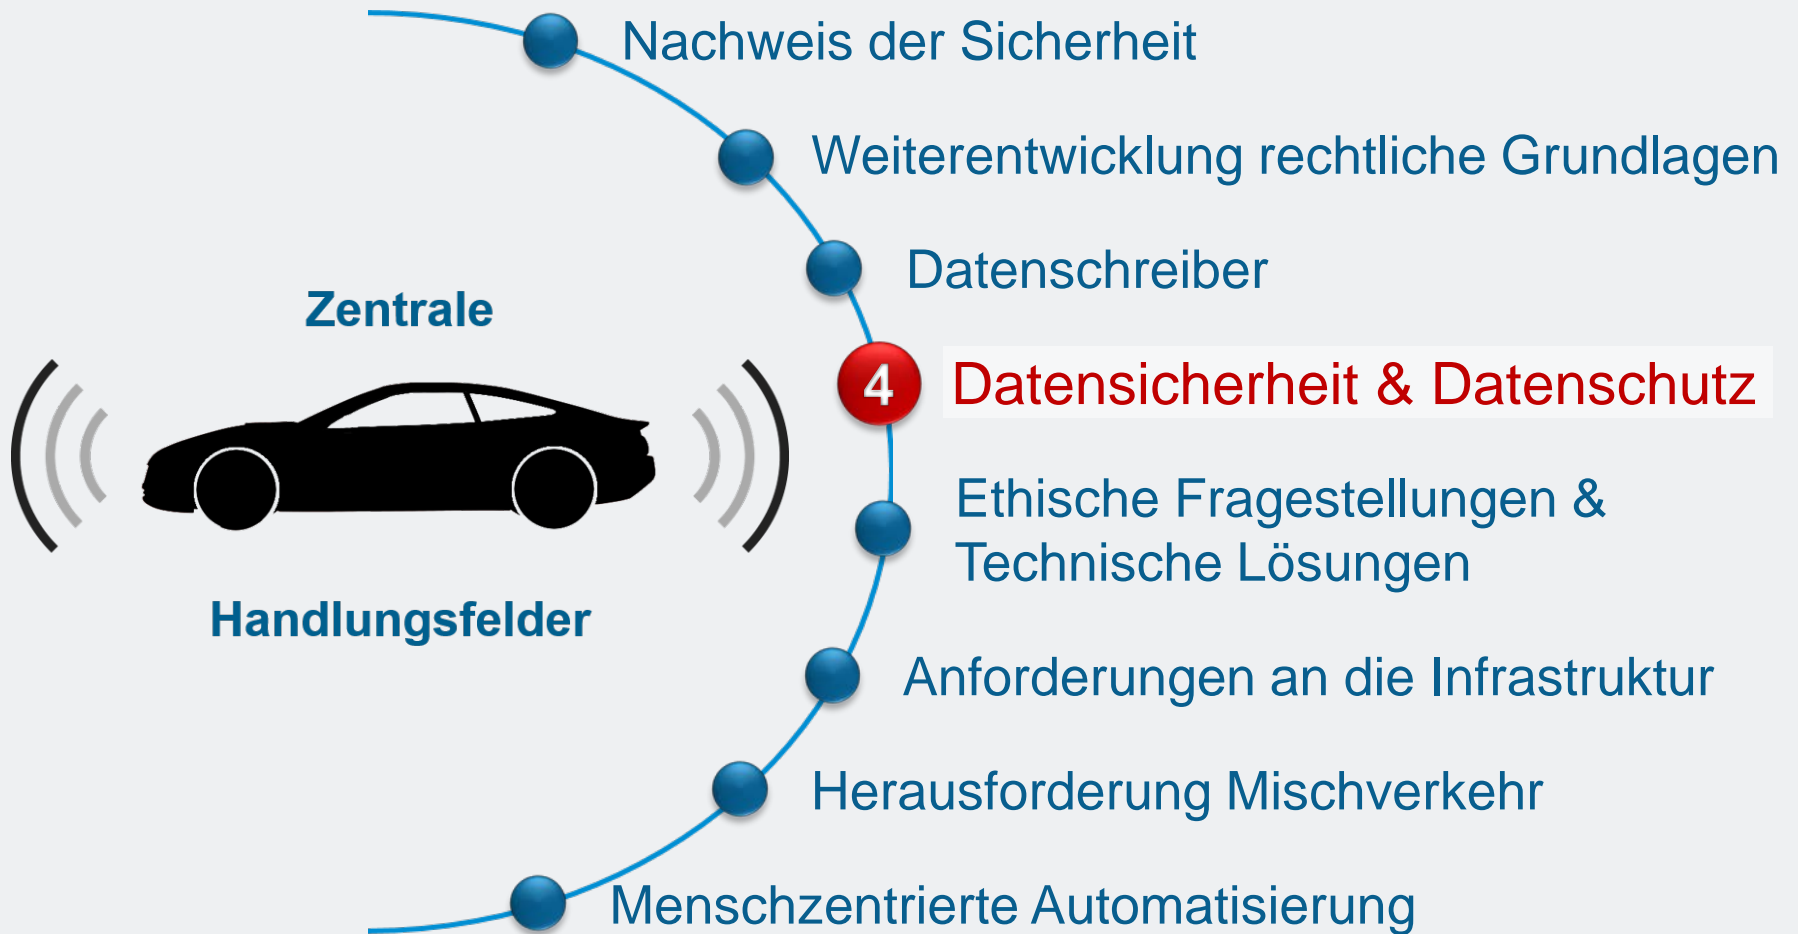 Nachweis der Sicherheit
Weiterentwicklung rechtliche Grundlagen
Datenschreiber
Zentrale
4
Datensicherheit & Datenschutz
Ethische Fragestellungen &
Technische Lösungen
Handlungsfelder
Anforderungen an die Infrastruktur
Herausforderung Mischverkehr
Menschzentrierte Automatisierung